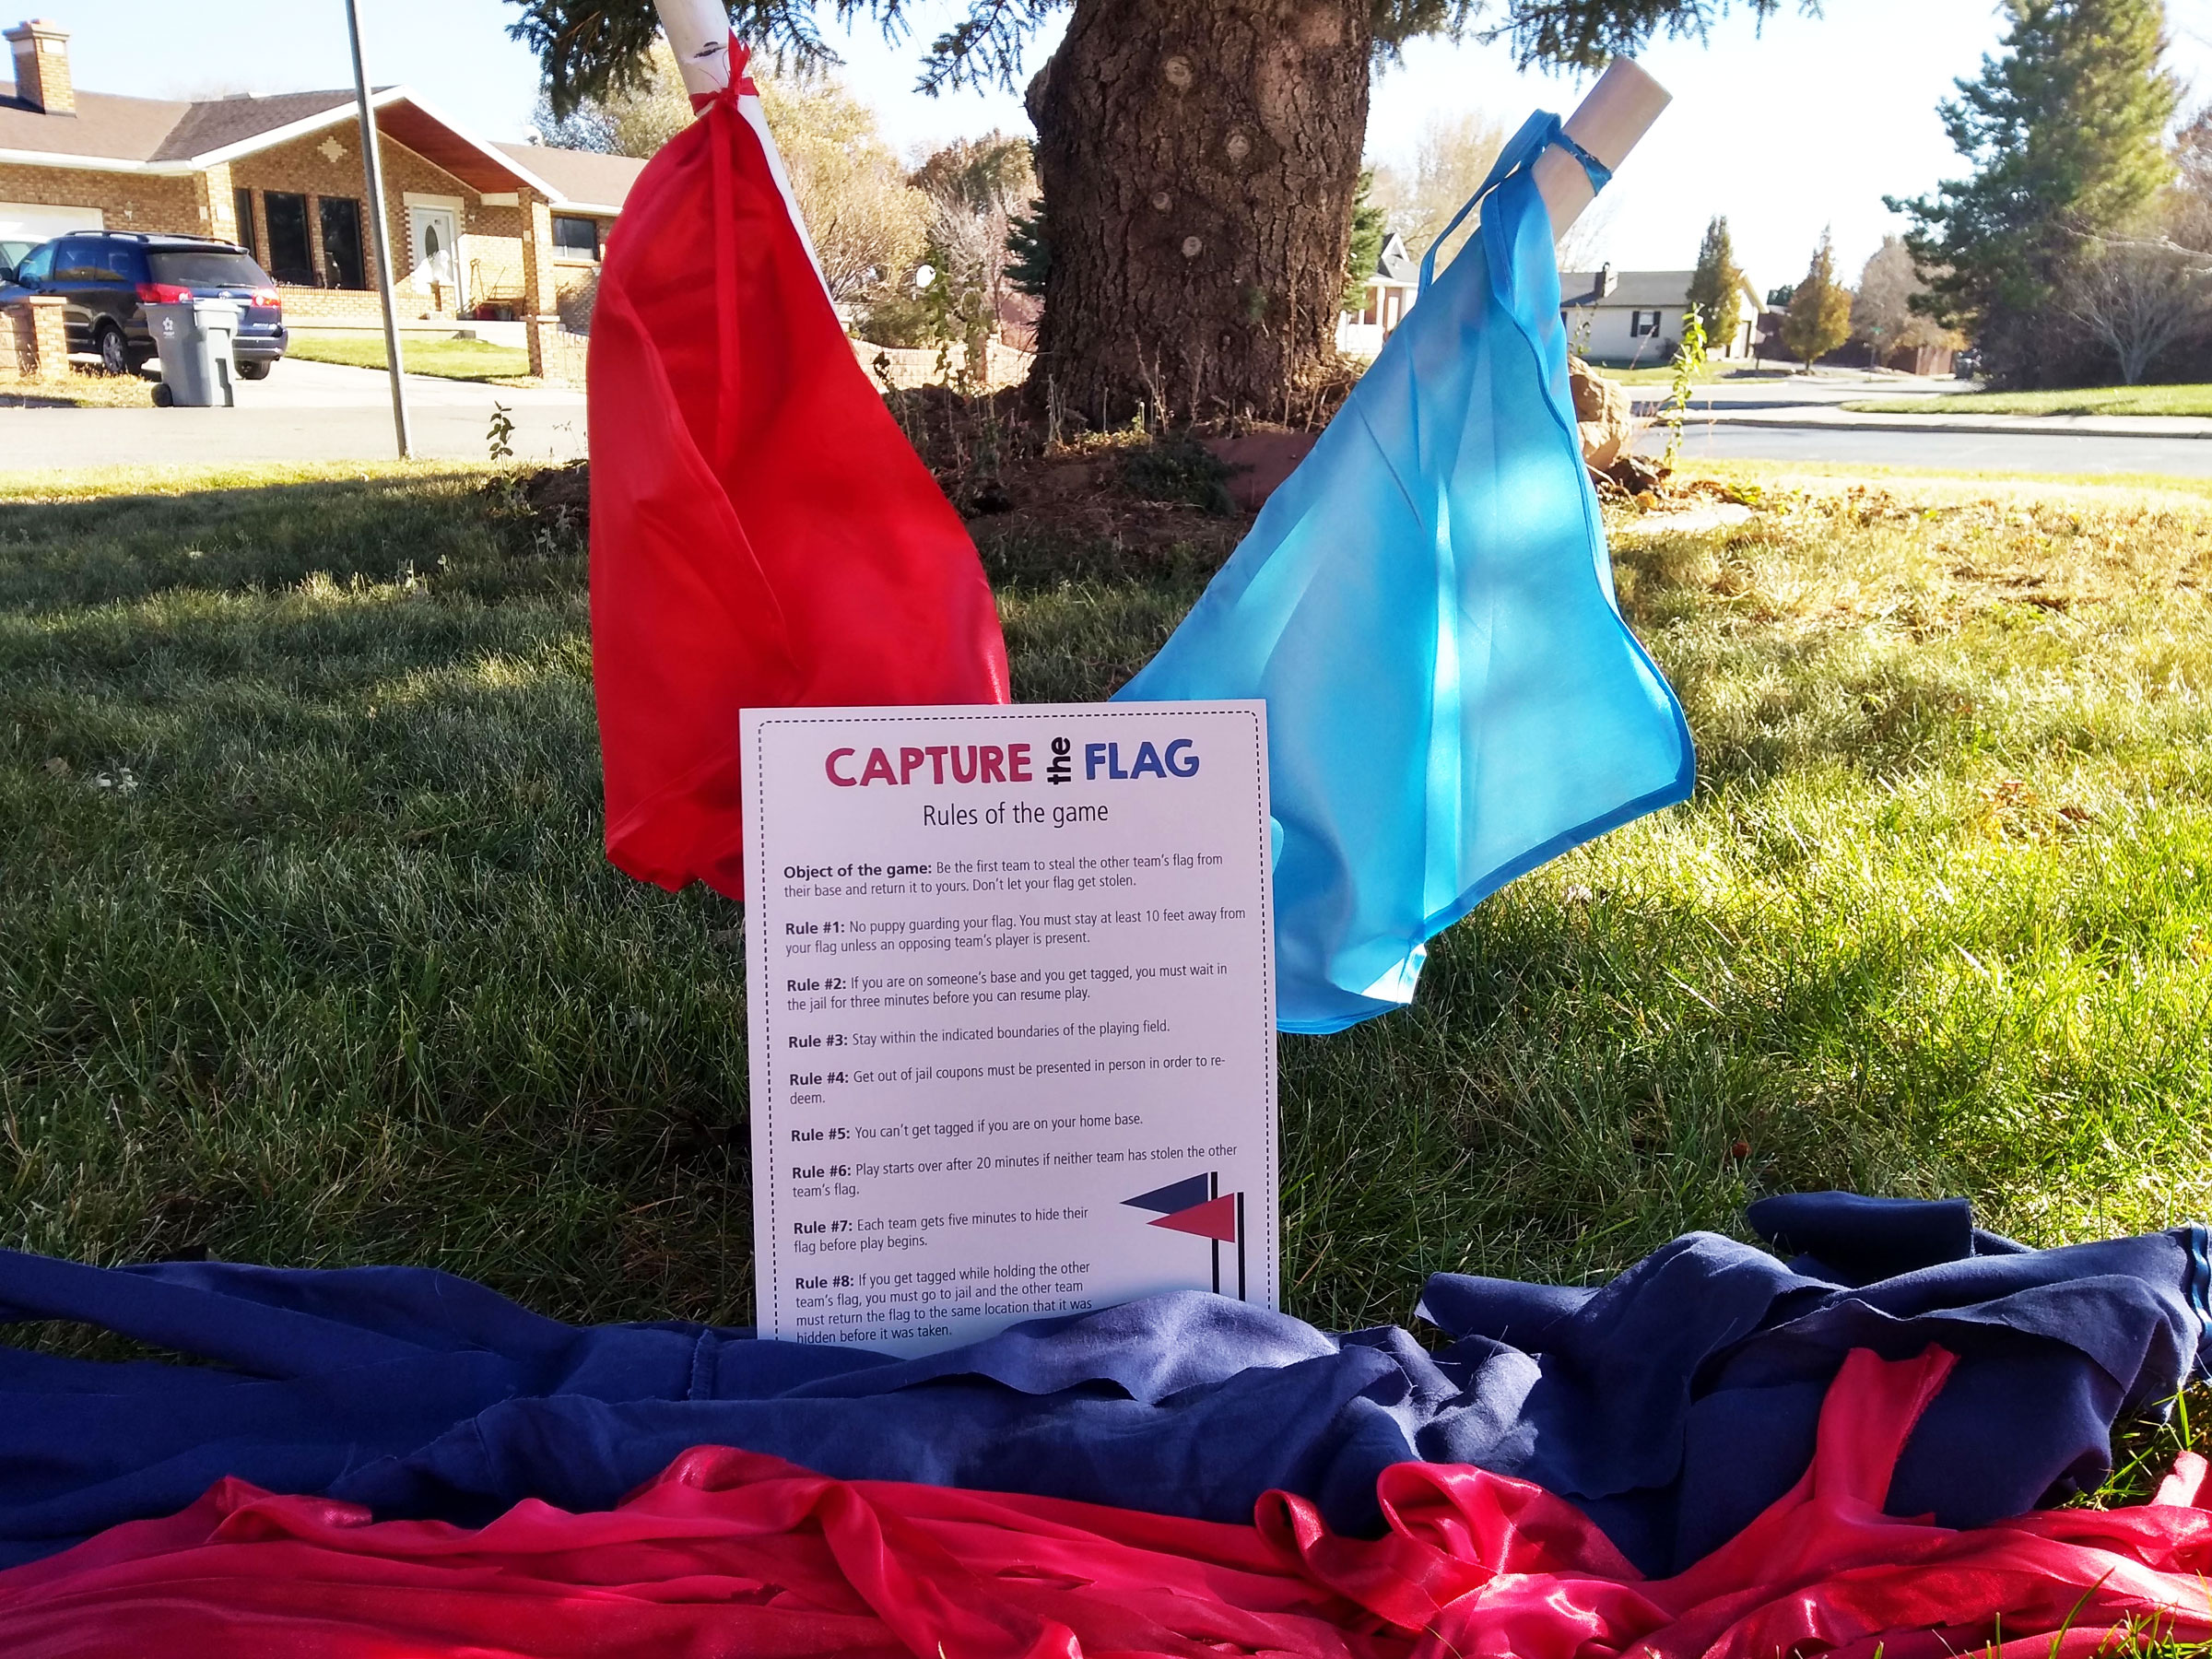 CAPTURE the FLAG
Rules of the game
Object of the game: Be the first team to steal the other team's flag from
their base and return it to yours. Don't let your flag get stolen.
Rule #1: No puppy guarding your flag. You must stay at least 10 feet away from
your flag unless an opposing team's player is present.
Rule #2: If you are on someone's base and you get tagged, you must wait in
the jail for three minutes before you can resume play.
Rule #3: Stay within the indicated boundaries of the playing field.
Rule #4: Get out of jail coupons must be presented in person in order to re-
deem.
Rule #5: You can't get tagged if you are on your home base.
Rule #6: Play starts over after 20 minutes if neither team has stolen the other
team's flag.
Rule #7: Each team gets five minutes to hide their
flag before play begins.
Rule #8: If you get tagged while holding the other
team's flag, you must go to jail and the other team
must return the flag to the same location that it was
hidden before it was taken.